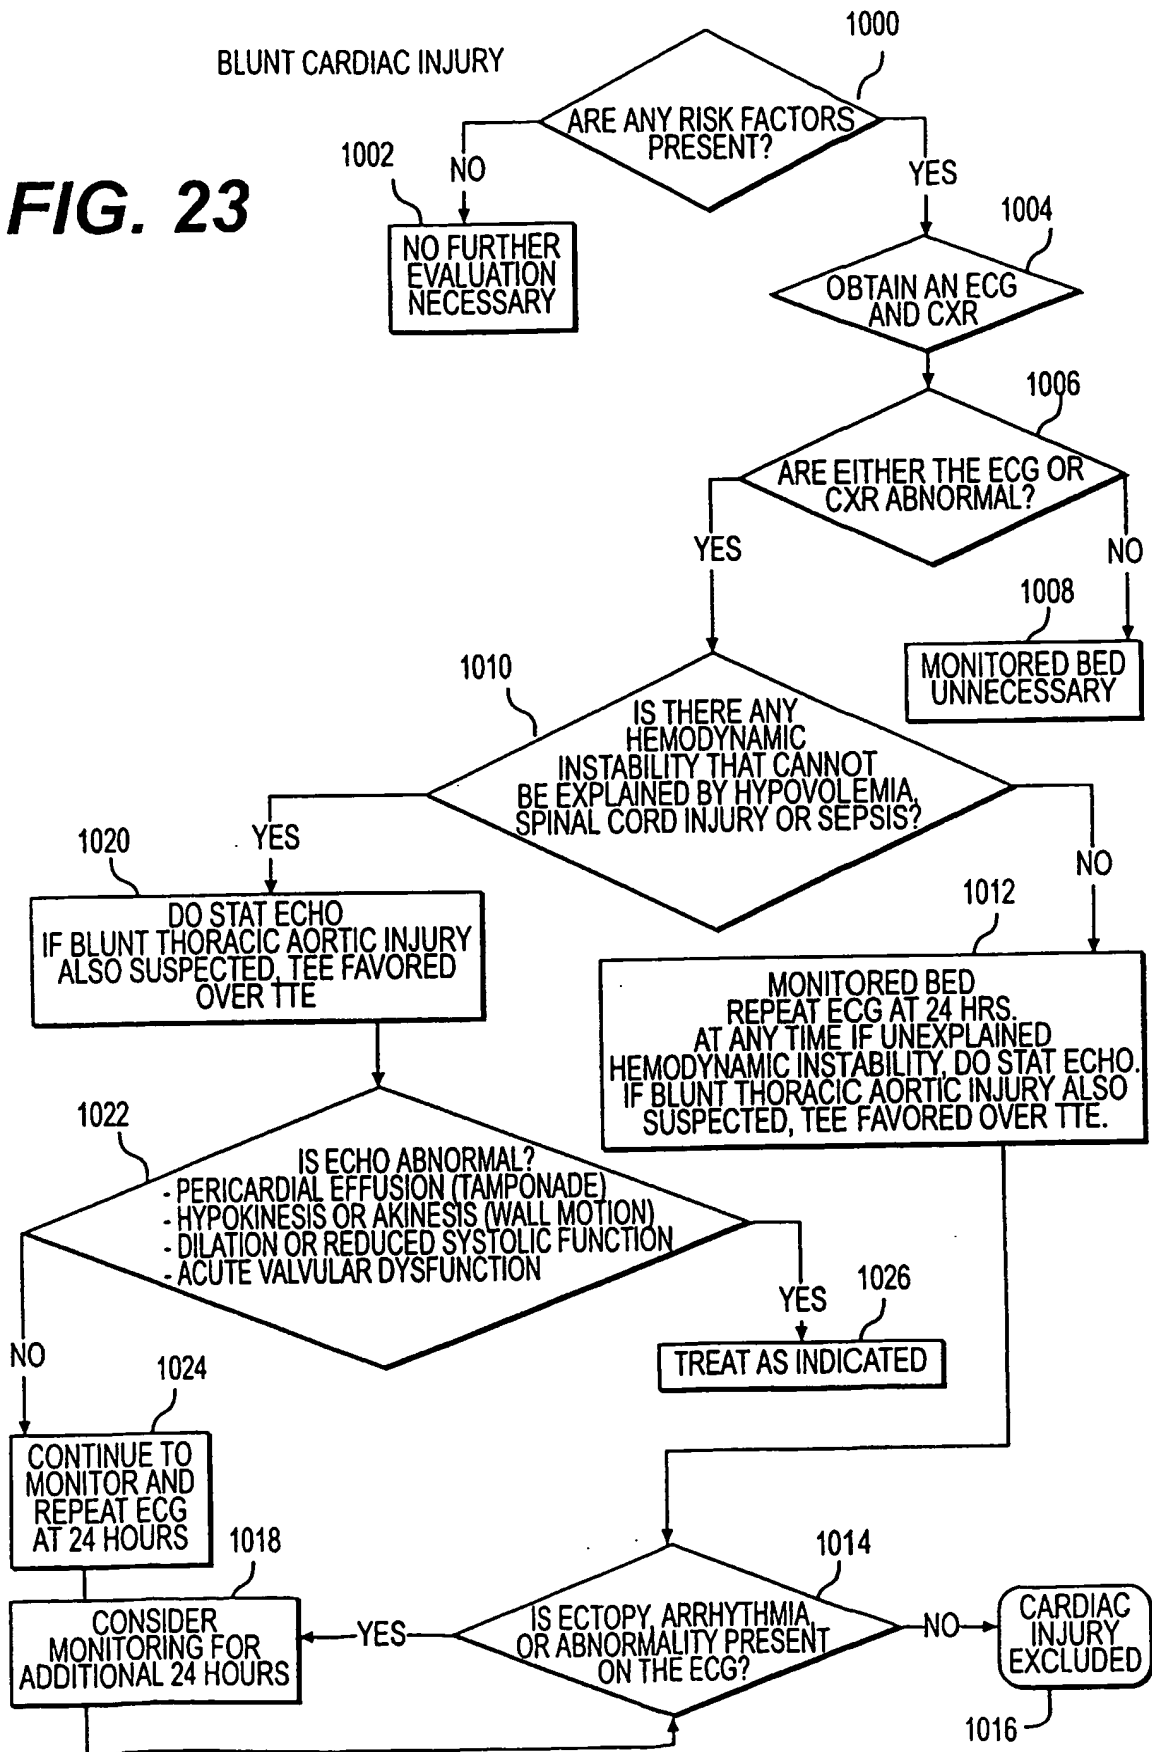 BLUNT CARDIAC INJURY
FIG. 23
1000
ARE ANY RISK FACTORS
PRESENT?
NO
YES
1002
NO FURTHER
EVALUATION
NECESSARY
1004
OBTAIN AN ECG
AND CXR
1006
ARE EITHER THE ECG OR
CXR ABNORMAL?
YES
NO
1008
MONITORED BED
UNNECESSARY
1010
IS THERE ANY
HEMODYNAMIC
INSTABILITY THAT CANNOT
BE EXPLAINED BY HYPOVOLEMIA,
SPINAL CORD INJURY OR SEPSIS?
YES
NO
1020
DO STAT ECHO
IF BLUNT THORACIC AORTIC INJURY
ALSO SUSPECTED, TEE FAVORED
OVER TTE
1012
MONITORED BED
REPEAT ECG AT 24 HRS.
AT ANY TIME IF UNEXPLAINED
HEMODYNAMIC INSTABILITY, DO STAT ECHO.
IF BLUNT THORACIC AORTIC INJURY ALSO
SUSPECTED, TEE FAVORED OVER TTE.
1022
IS ECHO ABNORMAL?
- PERICARDIAL EFFUSION (TAMPONADE)
- HYPOKINESIS OR AKINESIS (WALL MOTION)
- DILATION OR REDUCED SYSTOLIC FUNCTION
- ACUTE VALVULAR DYSFUNCTION
NO
YES
1026
TREAT AS INDICATED
1024
CONTINUE TO
MONITOR AND
REPEAT ECG
AT 24 HOURS
1018
CONSIDER
MONITORING FOR
ADDITIONAL 24 HOURS
YES
1014
IS ECTOPY, ARRHYTHMIA,
OR ABNORMALITY PRESENT
ON THE ECG?
NO
CARDIAC
INJURY
EXCLUDED
1016